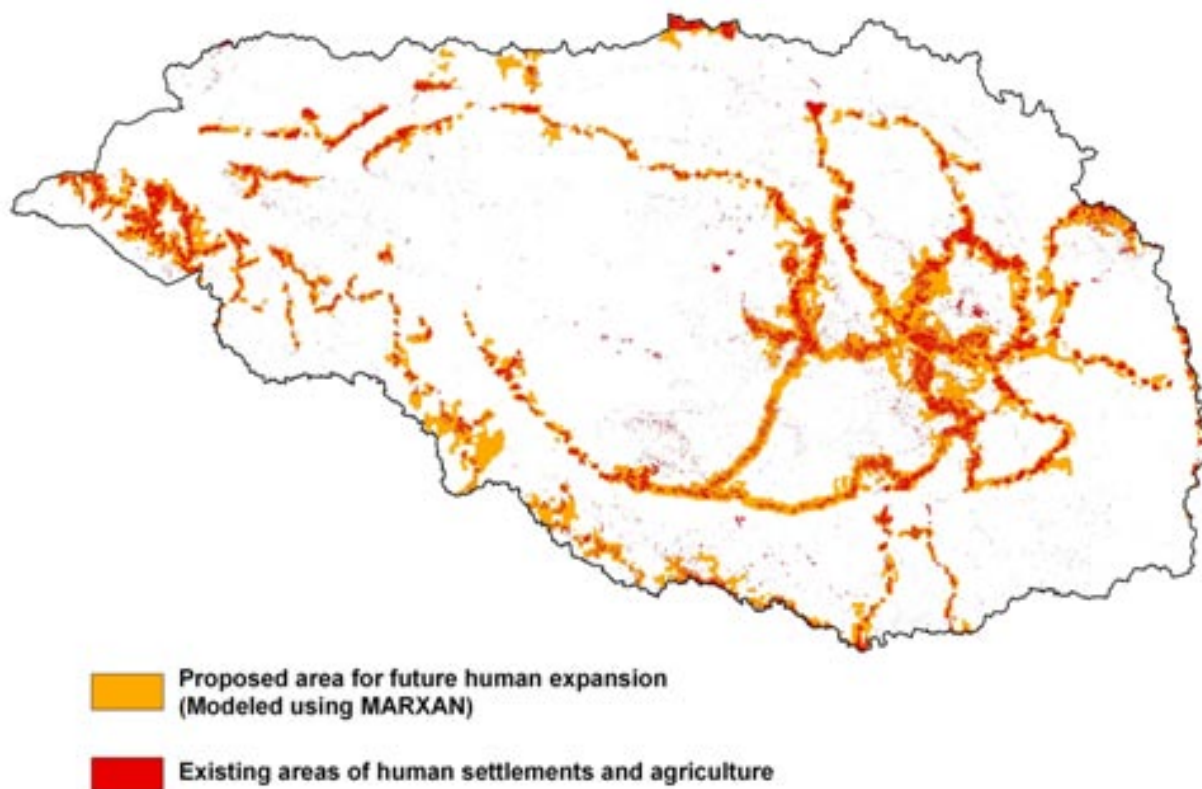 Proposed area for future human expansion
(Modeled using MARXAN)
Existing areas of human settlements and agriculture